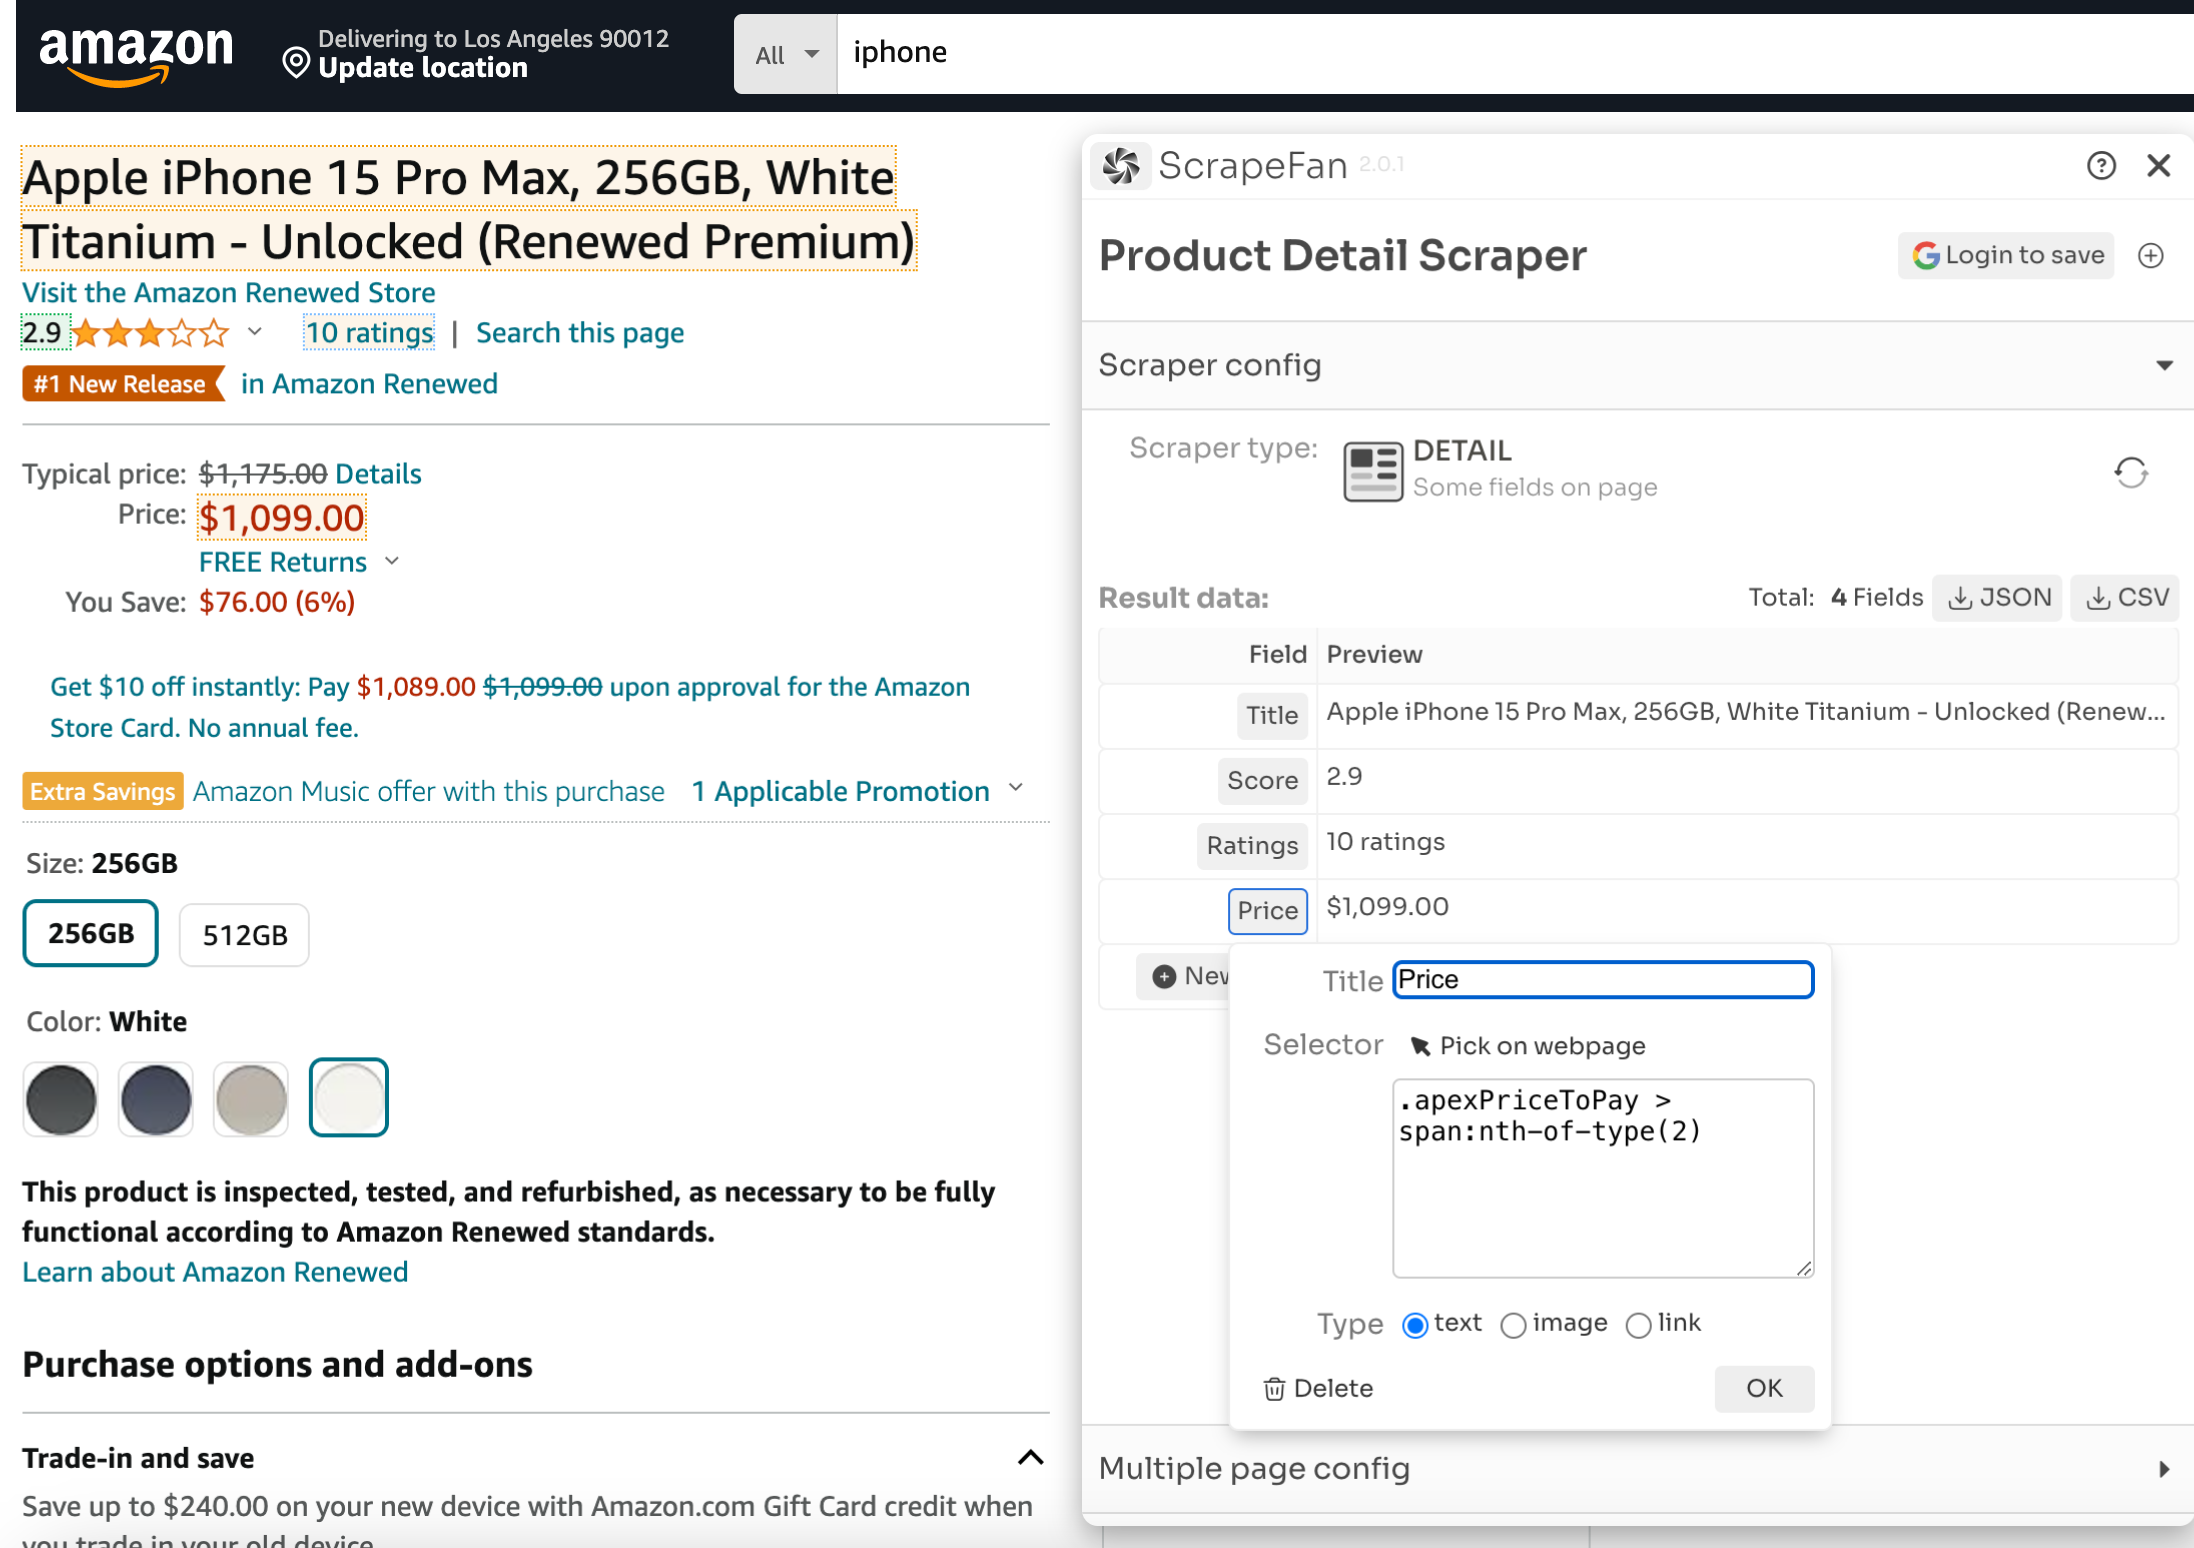 amazon
Delivering to Los Angeles 90012
Update location
All
iphone
Apple iPhone 15 Pro Max, 256GB, White
Titanium - Unlocked (Renewed Premium)
Visit the Amazon Renewed Store
2.9
10 ratings | Search this page
#1 New Release in Amazon Renewed
Typical price: $1,175.00 Details
Price: $1,099.00
FREE Returns
You Save: $76.00 (6%)
Get $10 off instantly: Pay $1,089.00 $1,099.00 upon approval for the Amazon
Store Card. No annual fee.
Extra Savings Amazon Music offer with this purchase 1 Applicable Promotion
Size: 256GB
256GB
512GB
Color: White
This product is inspected, tested, and refurbished, as necessary to be fully
functional according to Amazon Renewed standards.
Learn about Amazon Renewed
Purchase options and add-ons
Trade-in and save
Save up to $240.00 on your new device with Amazon.com Gift Card credit when
you trade in your old device
ScrapeFan 2.0.1
Product Detail Scraper
Login to save
Scraper config
Scraper type: DETAIL
Some fields on page
Result data:
Total: 4 Fields
JSON
CSV
Field Preview
Title Apple iPhone 15 Pro Max, 256GB, White Titanium - Unlocked (Renew...
Score 2.9
Ratings 10 ratings
Price $1,099.00
New
Title Price
Selector Pick on webpage
.apexPriceToPay >
span:nth-of-type(2)
Type text image link
Delete
OK
Multiple page config